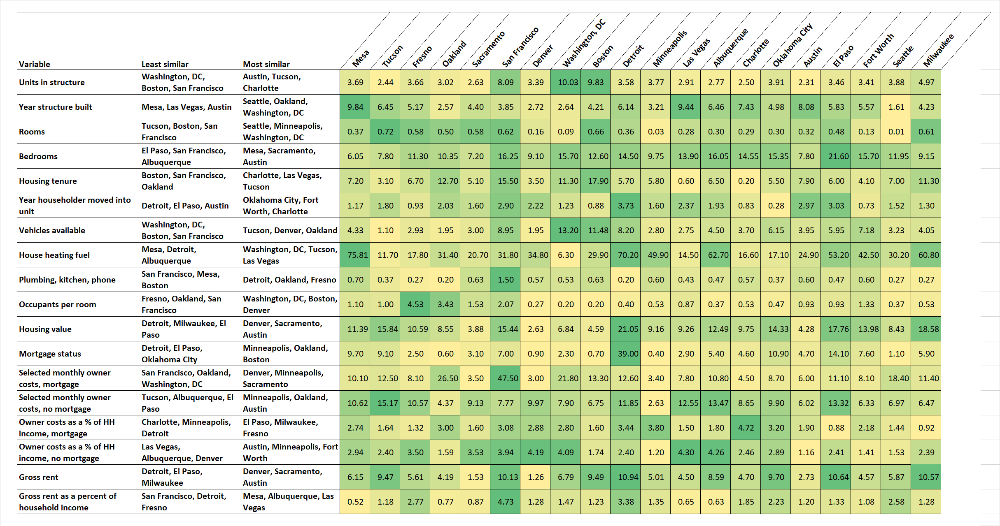 Mesa
Tucson
Fresno
Oakland
Sacramento
San Francisco
Denver
Washington, DC
Boston
Detroit
Minneapolis
Las Vegas
Albuquerque
Charlotte
Oklahoma City
Austin
El Paso
Fort Worth
Seattle
Milwaukee
Variable Least similar Most similar
Units in structure
Washington, DC,
Boston, San Francisco
Austin, Tucson,
Charlotte
3.69 2.44 3.66 3.02 2.63 8.09 3.39 10.03 9.83 3.58 3.77 2.91 2.77 2.50 3.91 2.31 3.46 3.41 3.88 4.97
Year structure built
Mesa, Las Vegas, Austin
Seattle, Oakland,
Washington, DC
9.84 6.45 5.17 2.57 4.40 3.85 2.72 2.64 4.21 6.14 3.21 9.44 6.46 7.43 4.98 8.08 5.83 5.57 1.61 4.23
Rooms
Tucson, Boston, San
Francisco
Seattle, Minneapolis,
Washington, DC
0.37 0.72 0.58 0.50 0.58 0.62 0.16 0.09 0.66 0.36 0.03 0.28 0.30 0.29 0.30 0.32 0.48 0.13 0.01 0.61
Bedrooms
El Paso, San Francisco,
Albuquerque
Mesa, Sacramento,
Austin
6.05 7.80 11.30 10.35 7.20 16.25 9.10 15.70 12.60 14.50 9.75 13.90 16.05 14.55 15.35 7.80 21.60 15.70 11.95 9.15
Housing tenure
Boston, San Francisco,
Oakland
Charlotte, Las Vegas,
Tucson
7.20 3.10 6.70 12.70 5.10 15.50 3.50 11.30 17.90 5.70 5.80 0.60 6.50 0.20 5.50 7.90 6.00 4.10 7.00 11.30
Year householder moved into
unit
Detroit, El Paso, Austin
Oklahoma City, Fort
Worth, Charlotte
1.17 1.80 0.93 2.03 1.60 2.90 2.22 1.23 0.88 3.73 1.60 2.37 1.93 0.83 0.28 2.97 3.03 0.73 1.52 1.30
Vehicles available
Washington, DC,
Boston, San Francisco
Tucson, Denver, Oakland
4.33 1.10 2.93 1.95 3.00 8.95 1.95 13.20 11.48 8.20 2.80 2.75 4.50 3.70 6.15 3.95 5.95 7.18 3.23 4.05
House heating fuel
Mesa, Detroit,
Albuquerque
Washington, DC, Tucson,
Las Vegas
75.81 11.70 17.80 31.40 20.70 31.80 34.80 6.30 29.90 70.20 49.90 14.50 62.70 16.60 17.10 24.90 53.20 42.50 30.20 60.80
Plumbing, kitchen, phone
San Francisco, Mesa,
Boston
Detroit, Oakland, Fresno
0.70 0.37 0.27 0.20 0.63 1.50 0.57 0.53 0.63 0.20 0.60 0.43 0.47 0.57 0.37 0.60 0.47 0.60 0.27 0.27
Occupants per room
Fresno, Oakland, San
Francisco
Washington, DC, Boston,
Denver
1.10 1.00 4.53 3.43 1.53 2.07 0.27 0.20 0.20 0.40 0.53 0.87 0.37 0.53 0.47 0.93 0.93 1.33 0.37 0.53
Housing value
Detroit, Milwaukee, El
Paso
Denver, Sacramento,
Austin
11.39 15.84 10.59 8.55 3.88 15.44 2.63 6.84 4.59 21.05 9.16 9.26 12.49 9.75 14.33 4.28 17.76 13.98 8.43 18.58
Mortgage status
Detroit, El Paso,
Oklahoma City
Minneapolis, Oakland,
Boston
9.70 9.10 2.50 0.60 3.10 7.00 0.90 2.30 0.70 39.00 0.40 2.90 5.40 4.60 10.90 4.70 14.10 7.60 1.10 5.90
Selected monthly owner
costs, mortgage
San Francisco, Oakland,
Washington, DC
Denver, Minneapolis,
Sacramento
10.10 12.50 8.10 26.50 3.50 47.50 3.00 21.80 13.30 12.60 3.40 7.80 10.80 4.50 8.70 6.00 11.10 8.10 18.40 11.40
Selected monthly owner
costs, no mortgage
Tucson, Albuquerque, El
Paso
Minneapolis, Oakland,
Austin
10.62 15.17 10.57 4.37 9.13 7.77 9.97 7.90 6.75 11.85 2.63 12.55 13.47 8.65 9.90 6.02 13.32 6.33 6.97 6.47
Owner costs as a % of HH
income, mortgage
Charlotte, Minneapolis,
Detroit
El Paso, Milwaukee,
Fresno
2.74 1.64 1.32 3.00 1.60 3.08 2.88 2.80 1.60 3.44 3.80 1.50 1.80 4.72 3.20 1.90 0.88 2.18 1.44 0.92
Owner costs as a % of HH
income, no mortgage
Las Vegas,
Albuquerque, Denver
Austin, Minneapolis, Fort
Worth
2.94 2.40 3.50 1.59 3.53 3.94 4.19 4.09 1.74 2.40 1.20 4.30 4.26 2.46 2.89 1.16 2.41 1.41 1.53 2.39
Gross rent
Detroit, El Paso,
Milwaukee
Denver, Sacramento,
Austin
6.15 9.47 5.61 4.19 1.53 10.13 1.26 6.79 9.49 10.94 5.01 4.50 8.59 4.70 9.70 2.73 10.64 4.57 5.87 10.57
Gross rent as a percent of
household income
San Francisco, Detroit,
Fresno
Mesa, Albuquerque, Las
Vegas
0.52 1.18 2.77 0.77 0.87 4.73 1.28 1.47 1.23 3.38 1.35 0.65 0.63 1.85 2.23 1.20 1.33 1.08 2.58 1.28